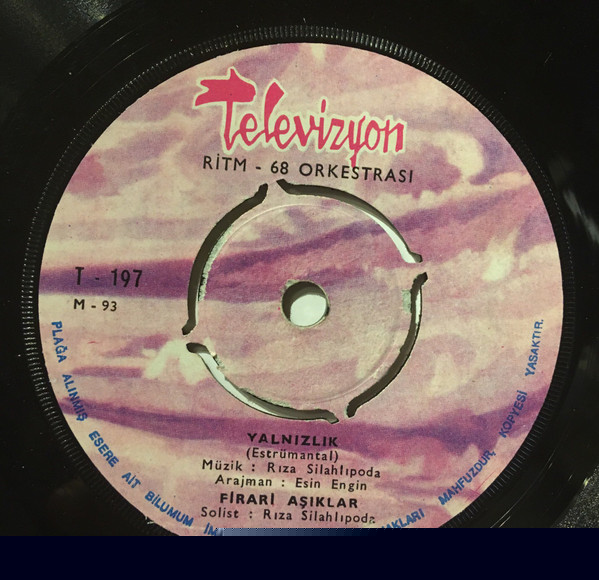 Televizyon
RİTM - 68 ORKESTRASI
T - 197
M - 93
YALNIZLIK
(Estrümantal)
Müzik : Rıza Silahlıpoda
Arajman : Esin Engin
FİRARİ AŞIKLAR
Solist : Rıza Silahlıpoda
PLAĞA ALINMIŞ ESERE AİT BİLUMUM
MAHFUZDUR, KOPYESİ YASAKTIR.